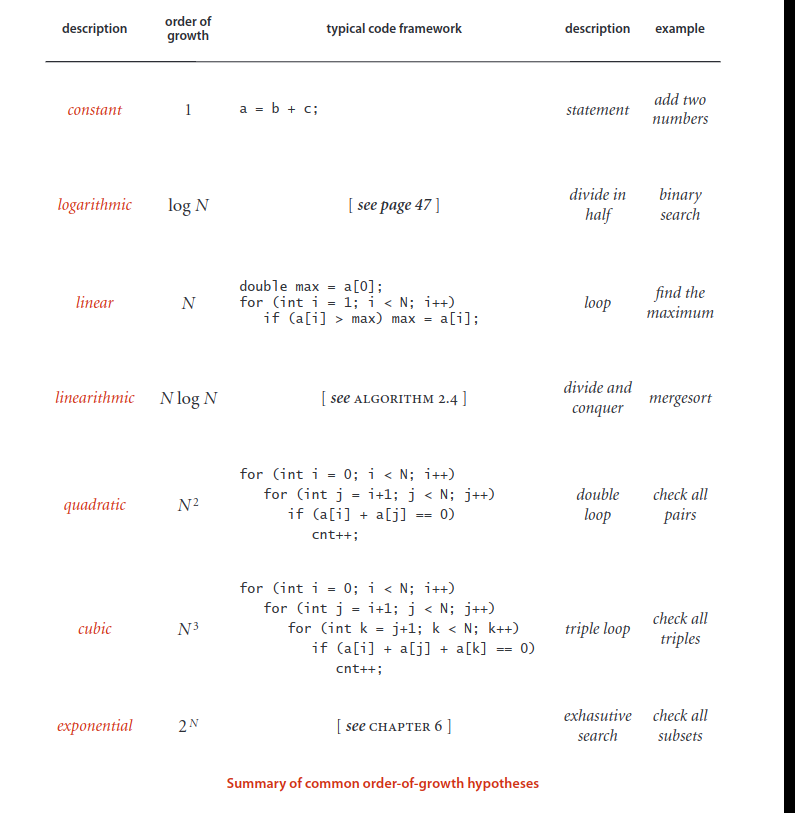 description order of growth typical code framework description example
constant 1 a = b + c; statement add two numbers
logarithmic log N [ see page 47 ] divide in half binary search
linear N double max = a[0];
for (int i = 1; i < N; i++)
if (a[i] > max) max = a[i]; loop find the maximum
linearithmic N log N [ see ALGORITHM 2.4 ] divide and conquer mergesort
quadratic N² for (int i = 0; i < N; i++)
for (int j = i+1; j < N; j++)
if (a[i] + a[j] == 0)
cnt++; double loop check all pairs
cubic N³ for (int i = 0; i < N; i++)
for (int j = i+1; j < N; j++)
for (int k = j+1; k < N; k++)
if (a[i] + a[j] + a[k] == 0)
cnt++; triple loop check all triples
exponential 2ᴺ [ see CHAPTER 6 ] exhasutive search check all subsets
Summary of common order-of-growth hypotheses